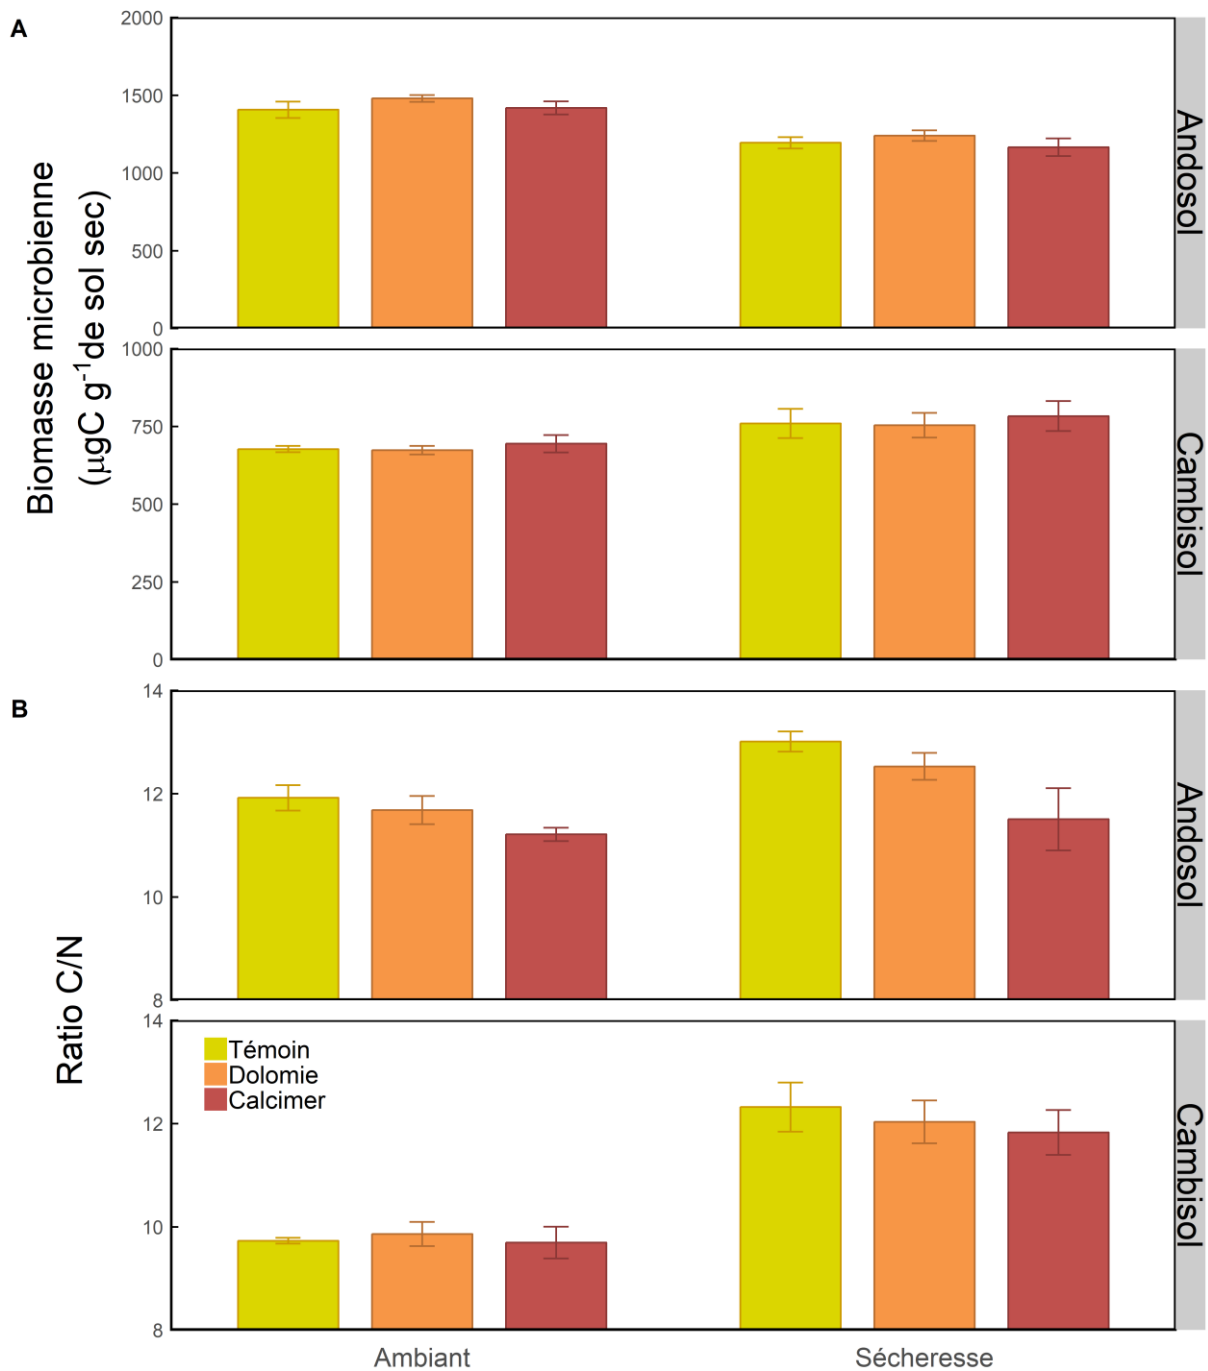 A
Biomasse microbienne
(µgC g⁻¹de sol sec)
2000
1500
1000
500
0
Andosol
1000
750
500
250
0
Cambisol
B
Ratio C/N
14
12
10
8
Andosol
14
12
10
8
Témoin
Dolomie
Calcimer
Cambisol
Ambiant
Sécheresse